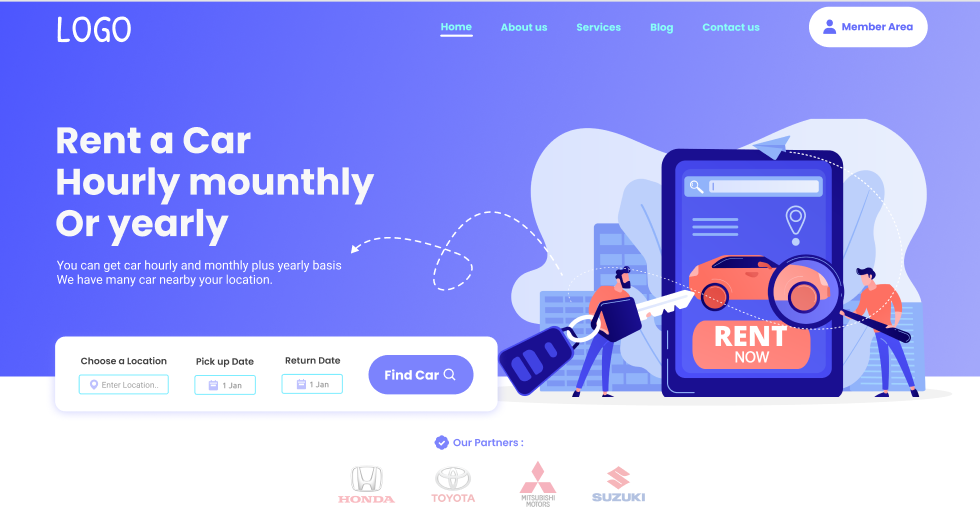 LOGO
Home
About us
Services
Blog
Contact us
Member Area
Rent a Car
Hourly mounthly
Or yearly
You can get car hourly and monthly plus yearly basis
We have many car nearby your location.
Choose a Location
Pick up Date
Return Date
Enter Location..
1 Jan
1 Jan
Find Car
RENT
NOW
Our Partners :
HONDA
TOYOTA
MITSUBISHI
MOTORS
SUZUKI